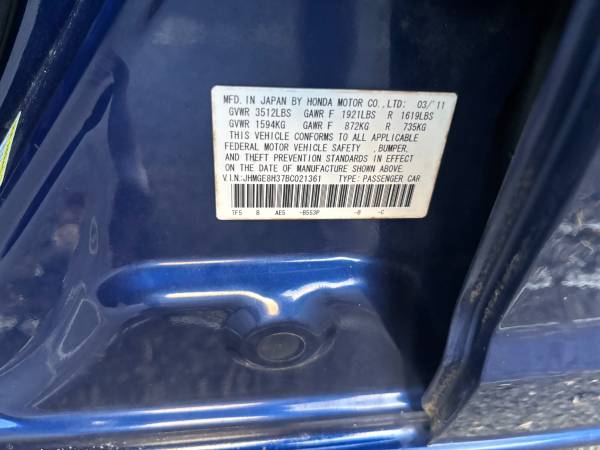 MFD.IN JAPAN BY HONDA MOTOR CO.,LTD: 03/'11
GVWR 3512LBS GAWR F 1921LBS R 1619LBS
GVWR 1594KG GAWR F 872KG R 735KG
THIS VEHICLE CONFORMS TO ALL APPLICABLE
FEDERAL MOTOR VEHICLE SAFETY ,BUMPER,
AND THEFT PREVENTION STANDARDS IN EFFECT
ON THE DATE OF MANUFACTURE SHOWN ABOVE.
V.I.N:JHMGE8H37BC021361 TYPE:PASSENGER CAR
TF5 B AE5 -B553P -B -C